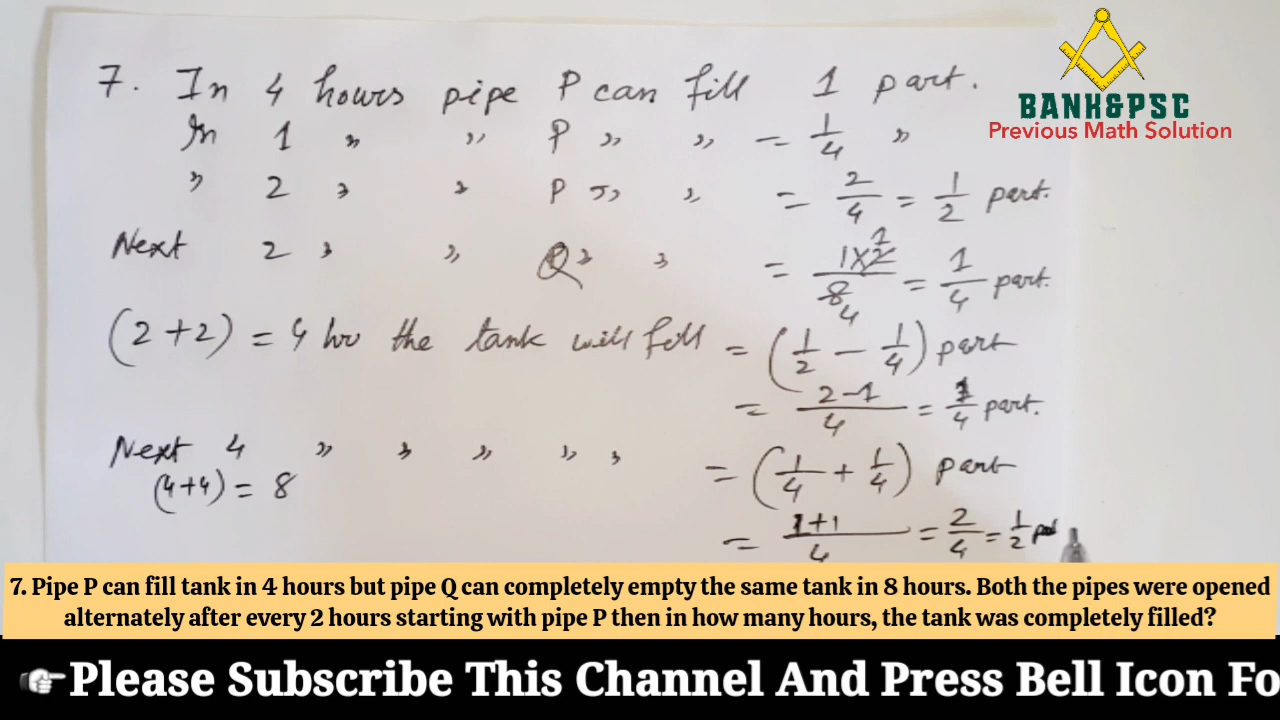 7. In 4 hours pipe P can fill 1 part.
In 1 " " P " " = 1/4 "
" 2 " " P " " = 2/4 = 1/2 part.
Next 2 " " Q " " = 1×2/8 = 1/4 part.
(2+2) = 4 hr the tank will fill = (1/2 − 1/4) part
= 2-1/4 = 1/4 part.
Next 4 " " " " " = (1/4 + 1/4) part
(4+4) = 8
= 1+1/4 = 2/4 = 1/2
BANK&PSC
Previous Math Solution
7. Pipe P can fill tank in 4 hours but pipe Q can completely empty the same tank in 8 hours. Both the pipes were opened
alternately after every 2 hours starting with pipe P then in how many hours, the tank was completely filled?
Please Subscribe This Channel And Press Bell Icon Fo